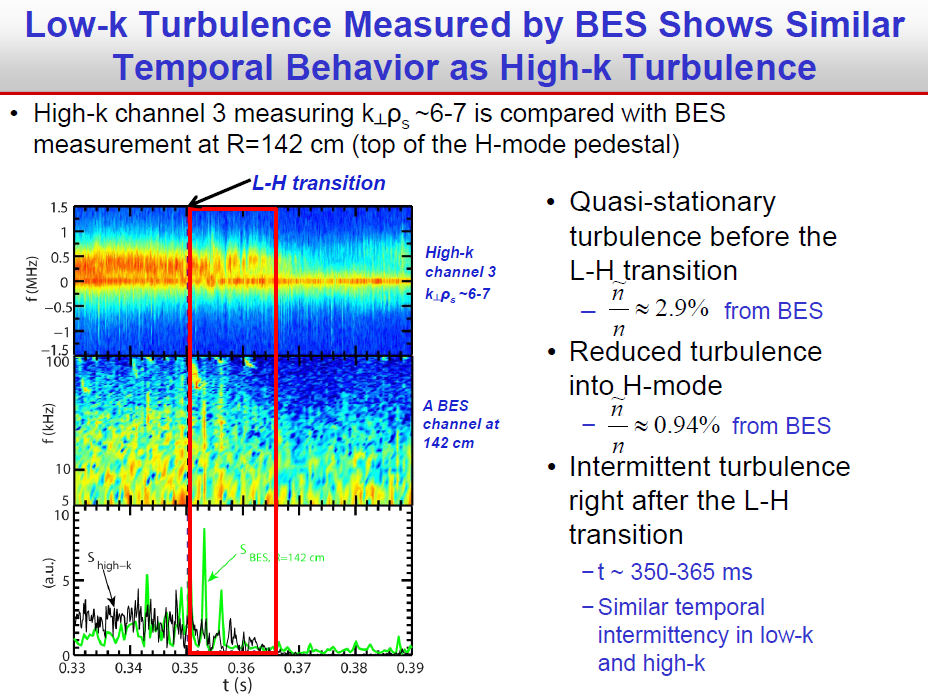 Low-k Turbulence Measured by BES Shows Similar
Temporal Behavior as High-k Turbulence
• High-k channel 3 measuring k⊥ρs ~6-7 is compared with BES
measurement at R=142 cm (top of the H-mode pedestal)
L-H transition
1.5
1
0.5
0
−0.5
−1
−1.5
f (MHz)
High-k
channel 3
k⊥ρs ~6-7
100
10
5
f (kHz)
A BES
channel at
142 cm
10
5
0
(a.u.)
S high−k
S BES, R=142 cm
0.33 0.34 0.35 0.36 0.37 0.38 0.39
t (s)
• Quasi-stationary
turbulence before the
L-H transition
– ñ/n ≈ 2.9% from BES
• Reduced turbulence
into H-mode
– ñ/n ≈ 0.94% from BES
• Intermittent turbulence
right after the L-H
transition
– t ~ 350-365 ms
– Similar temporal
intermittency in low-k
and high-k